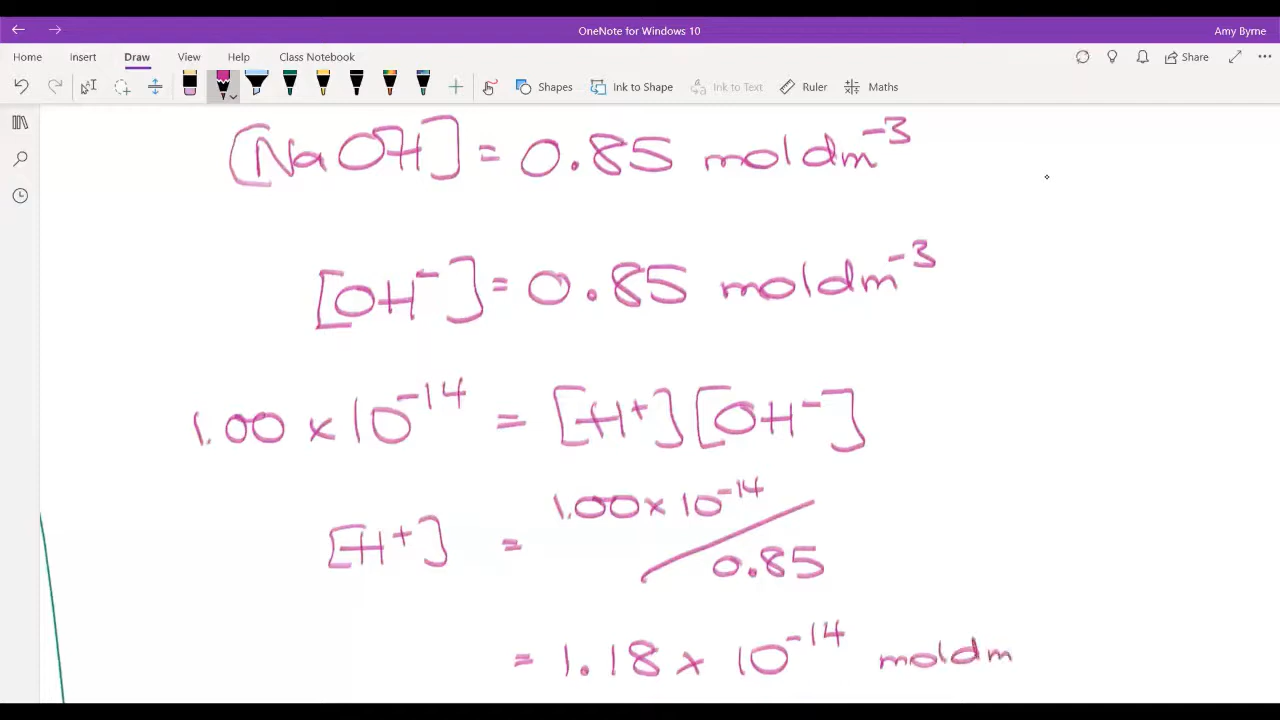 OneNote for Windows 10
Amy Byrne
Home Insert Draw View Help Class Notebook Share
Shapes Ink to Shape Ink to Text Ruler Maths
[NaOH] = 0.85 moldm⁻³
[OH⁻] = 0.85 moldm⁻³
1.00 x 10⁻¹⁴ = [H⁺][OH⁻]
[H⁺] = 1.00 x 10⁻¹⁴ / 0.85
= 1.18 x 10⁻¹⁴ moldm